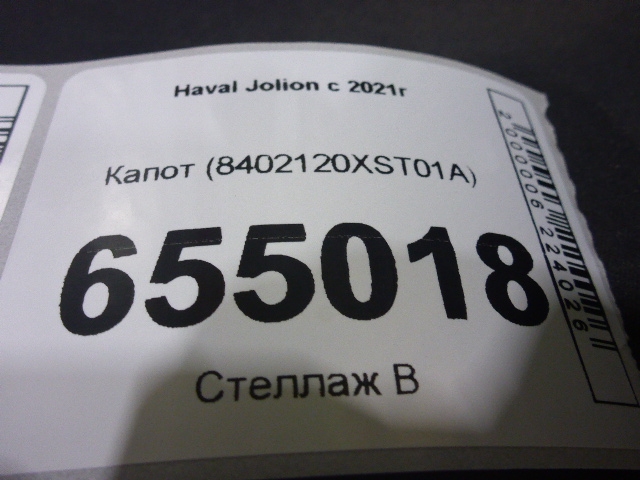 Haval Jolion с 2021г
Капот (8402120XST01A)
655018
Стеллаж В
2000006224026